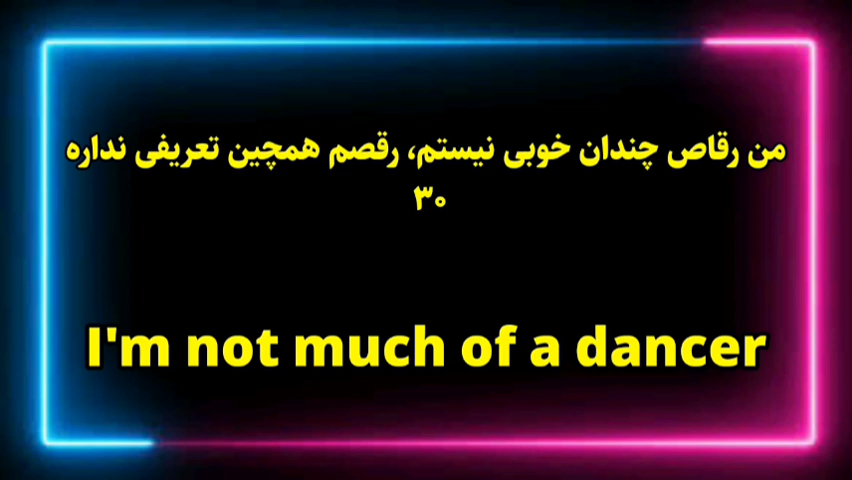 من رقاص چندان خوبی نیستم، رقصم همچین تعریفی نداره
۳۰
I'm not much of a dancer